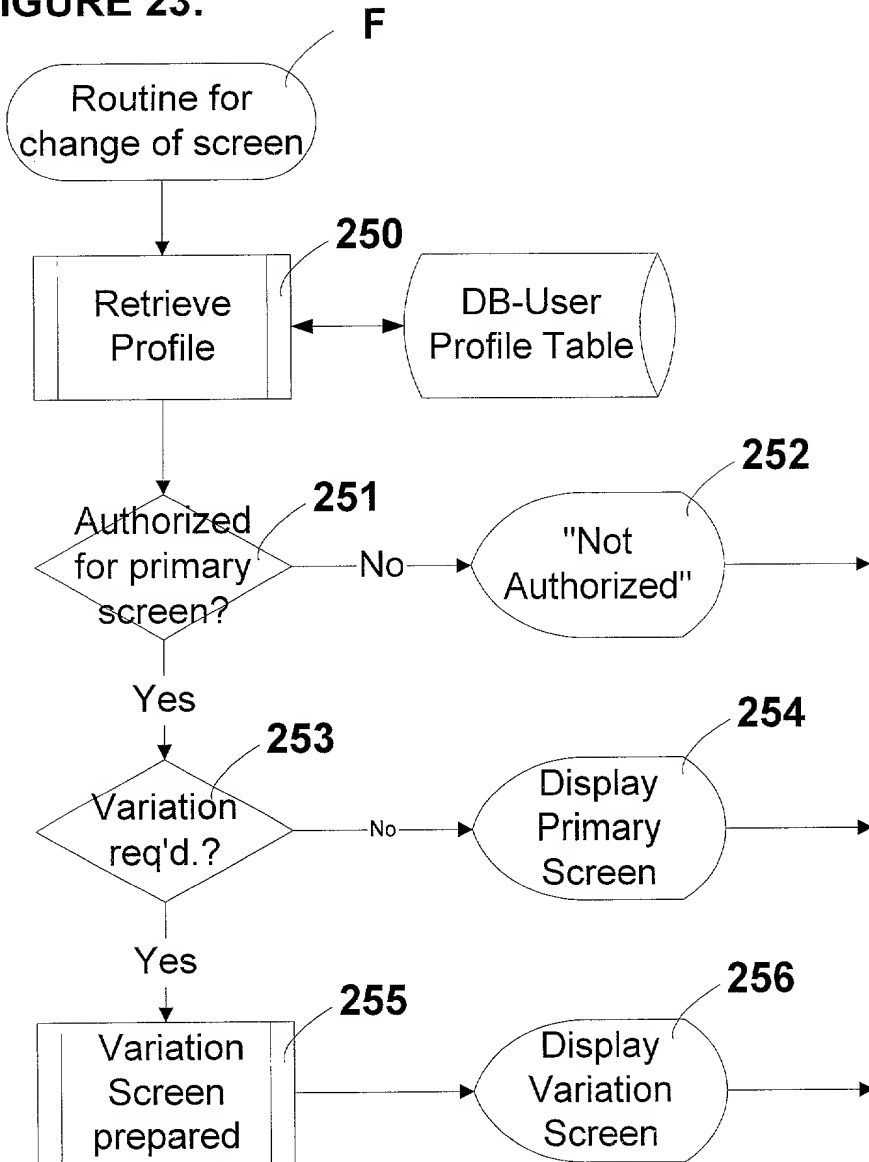 IGURE 23.
F
Routine for
change of screen
250
Retrieve
Profile
DB-User
Profile Table
251
252
Authorized
for primary
screen?
No
"Not
Authorized"
Yes
253
254
Variation
req'd.?
No
Display
Primary
Screen
Yes
255
256
Variation
Screen
prepared
Display
Variation
Screen